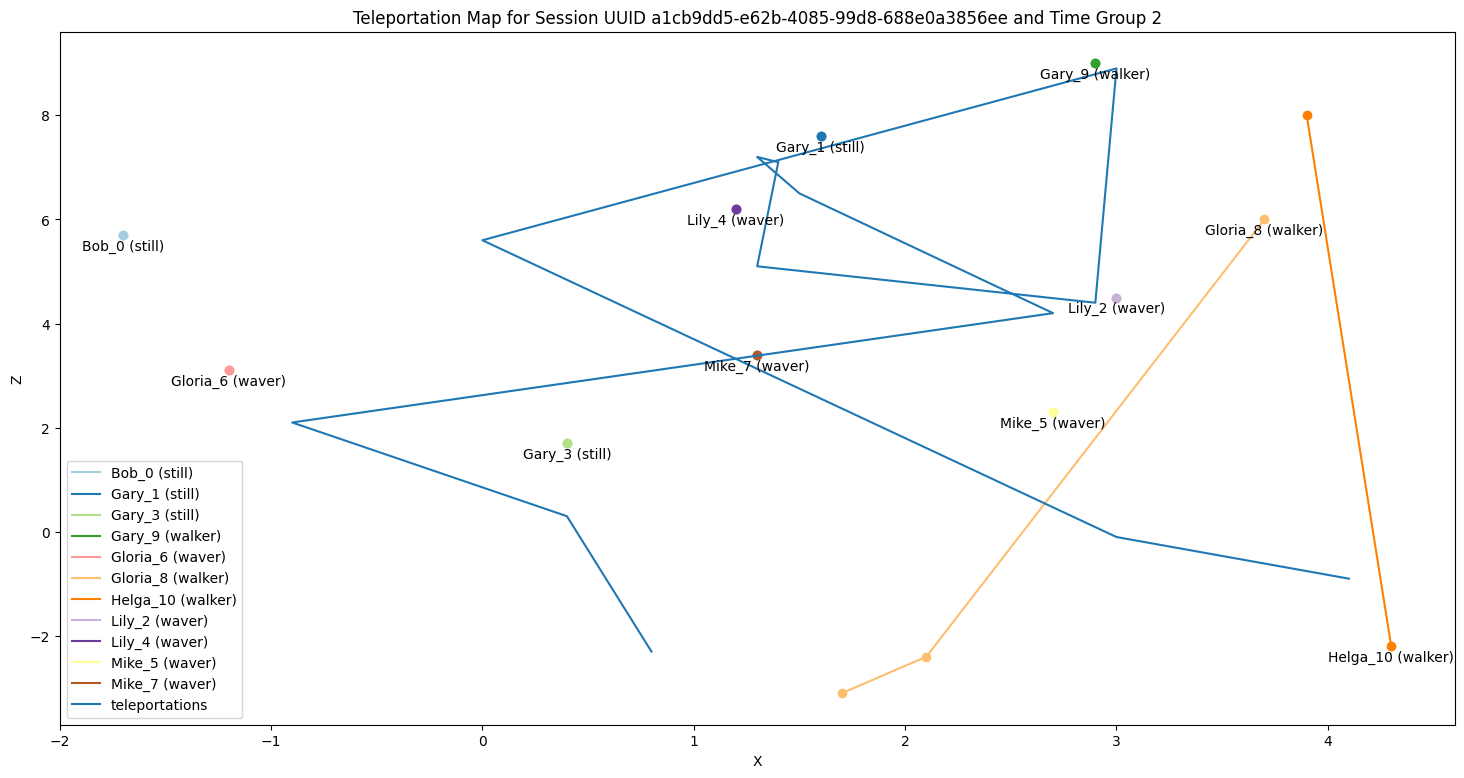 Teleportation Map for Session UUID a1cb9dd5-e62b-4085-99d8-688e0a3856ee and Time Group 2
Gary_9 (walker)
Gary_1 (still)
Lily_4 (waver)
Gloria_8 (walker)
Bob_0 (still)
Lily_2 (waver)
Mike_7 (waver)
Gloria_6 (waver)
Mike_5 (waver)
Gary_3 (still)
Helga_10 (walker)
Z
8
6
4
2
0
−2
Bob_0 (still)
Gary_1 (still)
Gary_3 (still)
Gary_9 (walker)
Gloria_6 (waver)
Gloria_8 (walker)
Helga_10 (walker)
Lily_2 (waver)
Lily_4 (waver)
Mike_5 (waver)
Mike_7 (waver)
teleportations
−2 −1 0 1 2 3 4
X